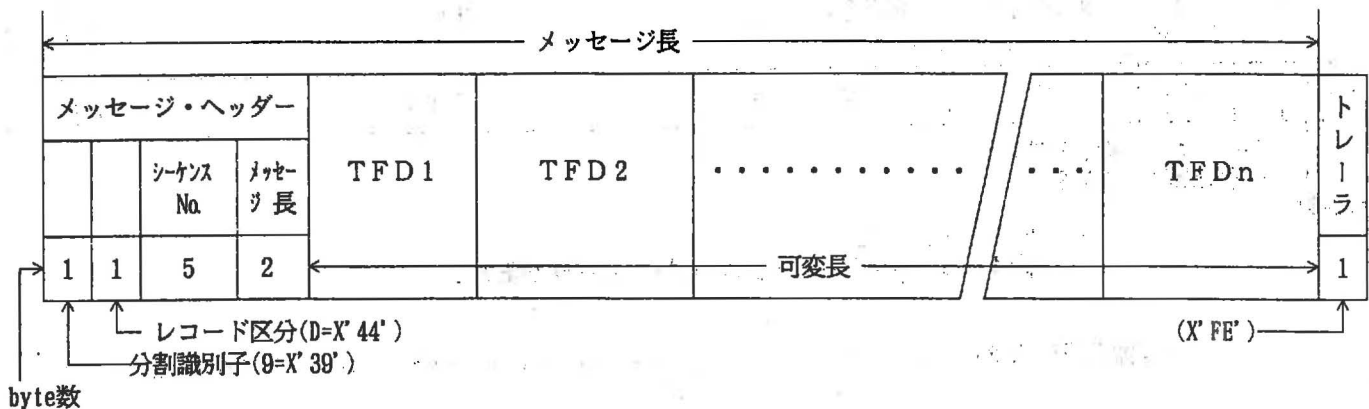 メッセージ長
メッセージ・ヘッダー
シーケンス
No.
メッセー
ジ 長
TFD1
TFD2
・・・・・・・・・・・
・・・
TFDn
トレーラ
1
1
5
2
可変長
1
レコード区分(D=X'44')
(X'FE')
分割識別子(9=X'39')
byte数